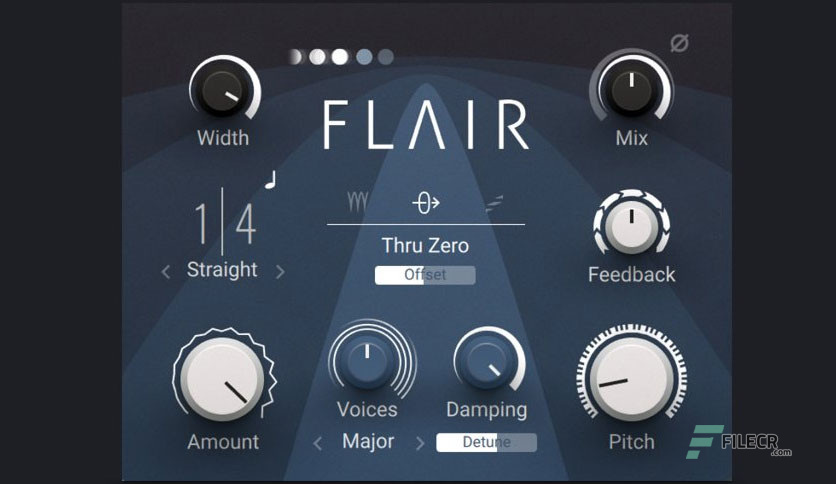 FLAIR
Width
Mix
1 4
Straight
Thru Zero
Offset
Feedback
Voices
Damping
Amount
Major
Detune
Pitch
FILECR
.com